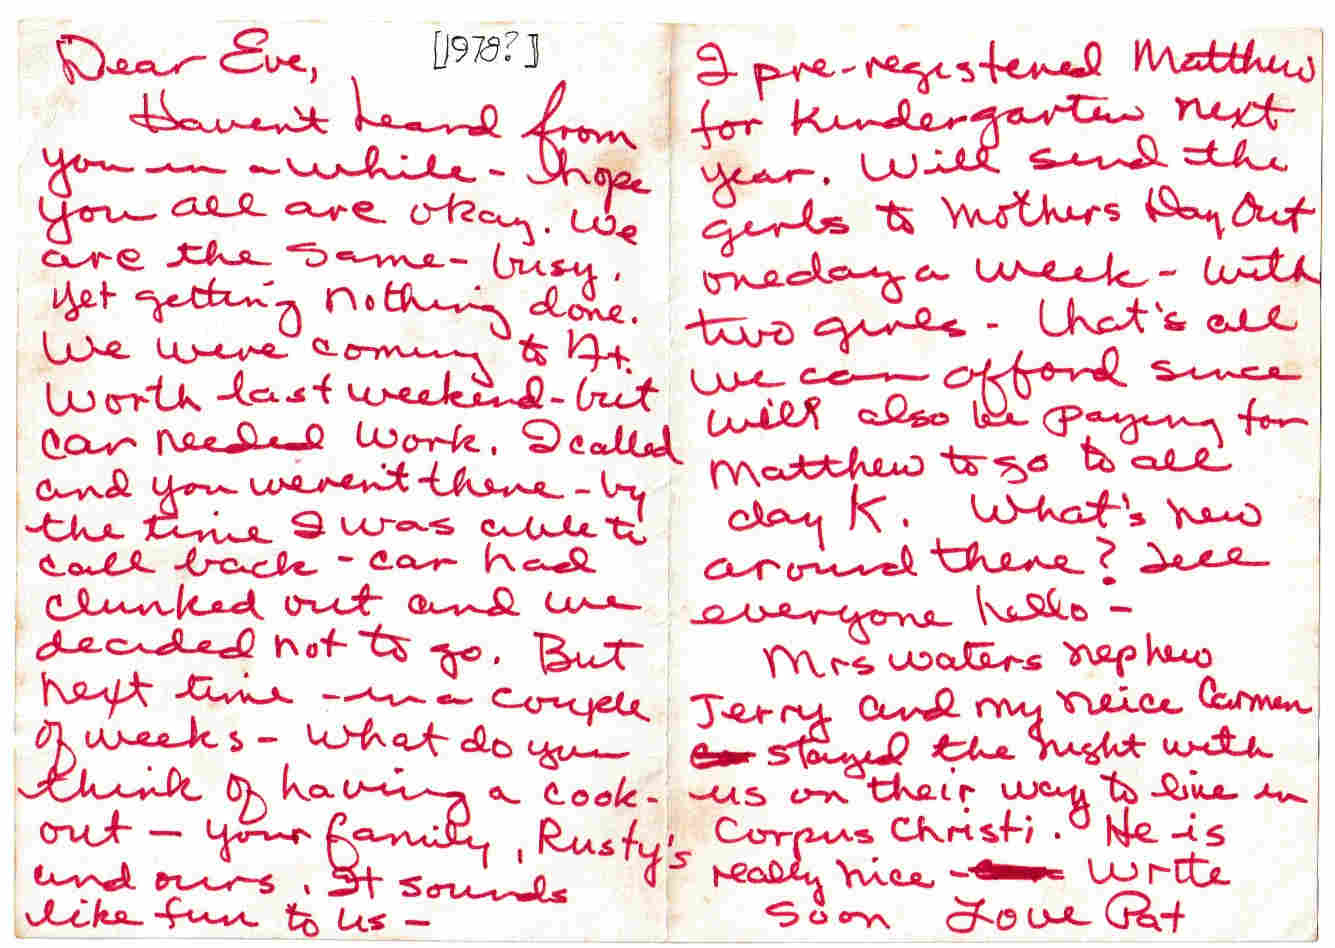 Dear Eve,
[1978?]
Haven't heard from
you in a while - hope
you all are okay. We
are the same - busy,
yet getting nothing done.
We were coming to Ft.
Worth last weekend - but
car needed work. I called
and you weren't there - by
the time I was able to
call back - car had
clunked out and we
decided not to go. But
next time - in a couple
of weeks - what do you
think of having a cook-
out - your family, Rusty's
and ours. It sounds
like fun to us -
I pre-registered Matthew
for Kindergarten next
year. Will send the
girls to Mothers Day Out
one day a week - with
two girls - that's all
we can afford since
will also be paying for
Matthew to go to all
day K. What's new
around there? Tell
everyone hello -
Mrs Waters nephew
Jerry and my neice Carmen
stayed the night with
us on their way to live in
Corpus Christi. He is
really nice - Write
soon Love Pat